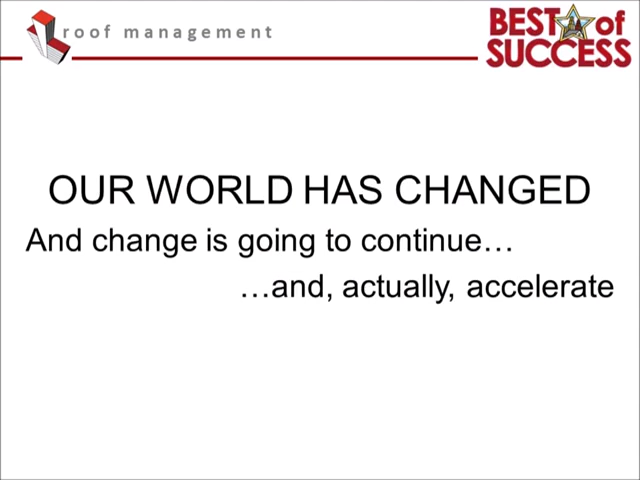 roof management
BEST of
SUCCESS
OUR WORLD HAS CHANGED
And change is going to continue…
…and, actually, accelerate